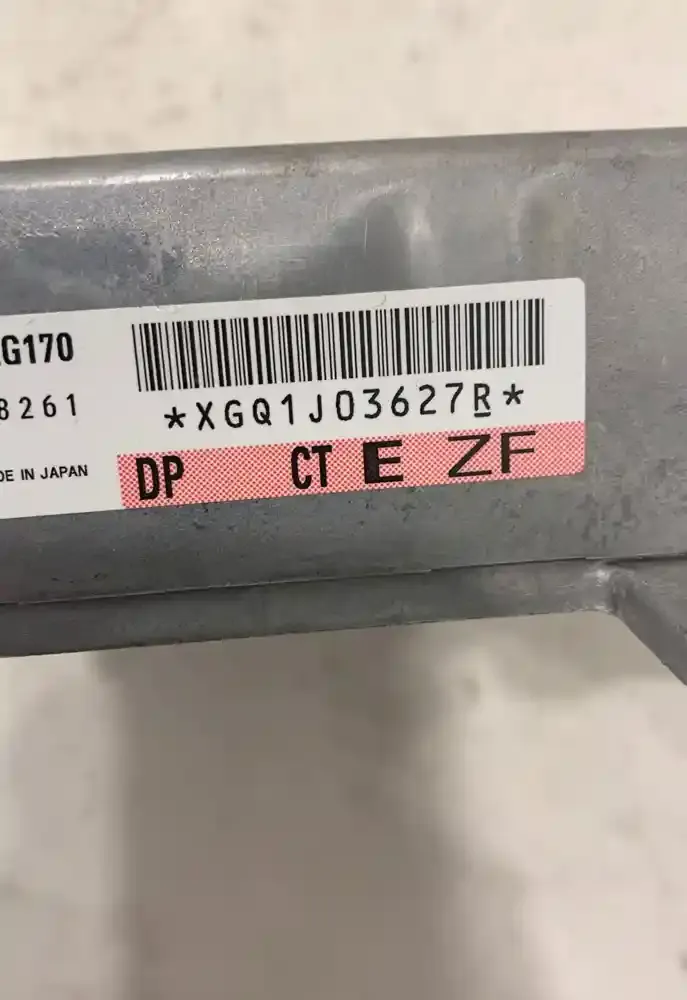 G170
8261
*XGQ1J03627R*
DE IN JAPAN
DP CT E ZF